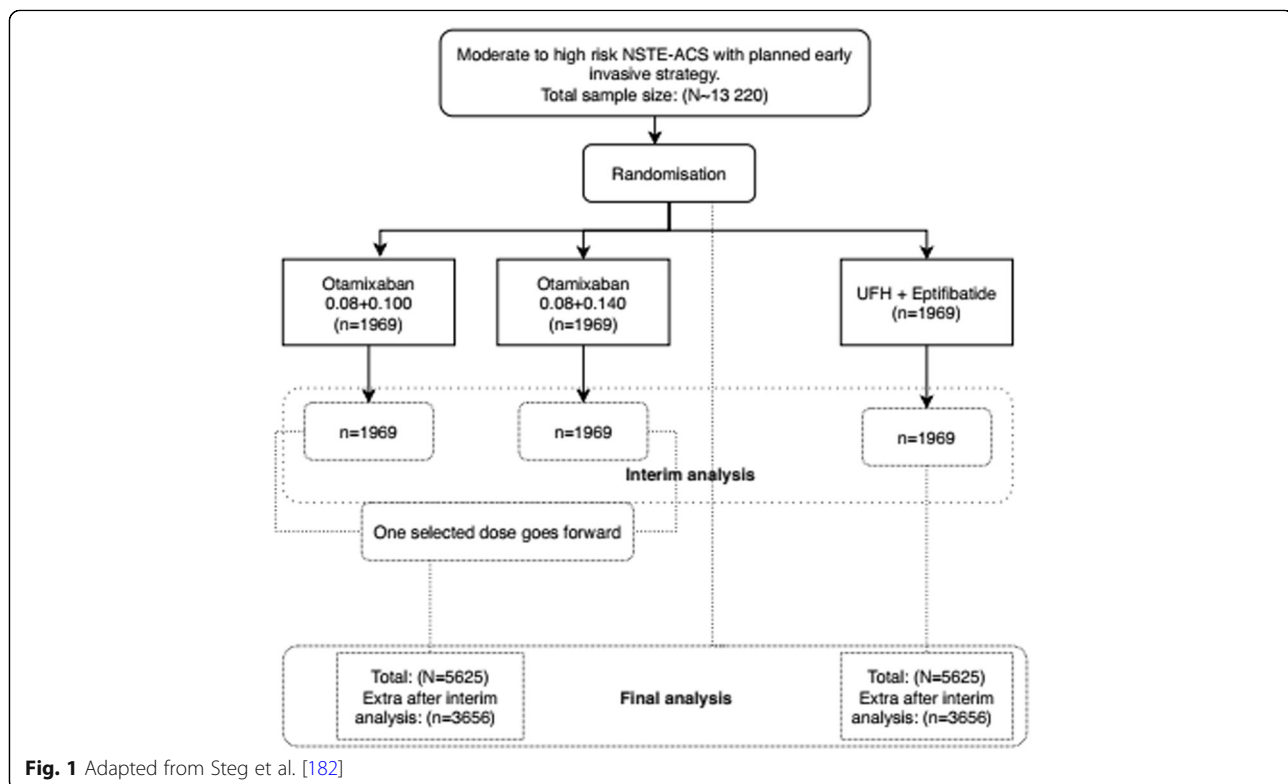 Moderate to high risk NSTE-ACS with planned early
invasive strategy.
Total sample size: (N~13 220)
Randomisation
Otamixaban
0.08+0.100
(n=1969)
Otamixaban
0.08+0.140
(n=1969)
UFH + Eptifibatide
(n=1969)
n=1969
n=1969
n=1969
Interim analysis
One selected dose goes forward
Total: (N=5625)
Extra after interim
analysis: (n=3656)
Final analysis
Total: (N=5625)
Extra after interim
analysis: (n=3656)
Fig. 1 Adapted from Steg et al. [182]